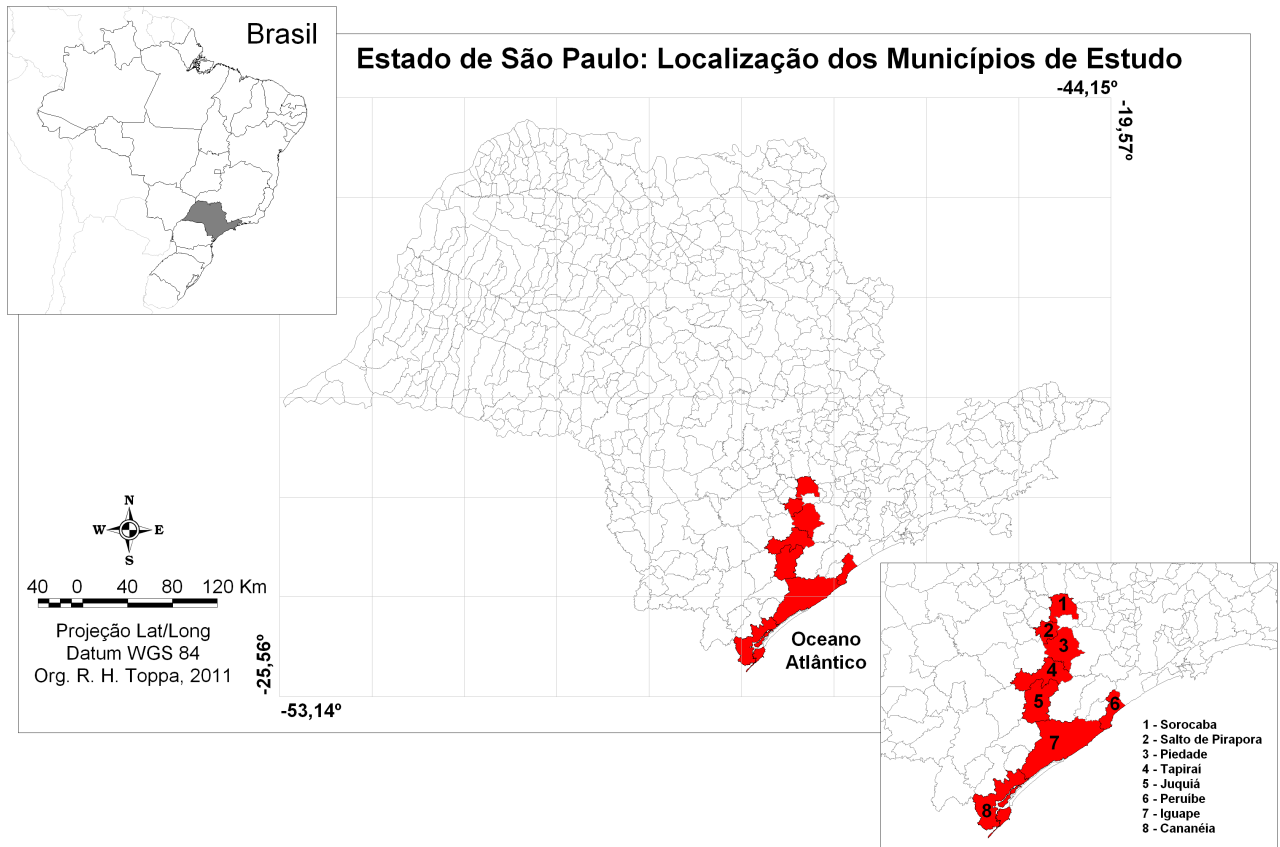 Brasil
Estado de São Paulo: Localização dos Municípios de Estudo
-44,15º
-19,57º
N
W
E
S
40 0 40 80 120 Km
Projeção Lat/Long
Datum WGS 84
Org. R. H. Toppa, 2011
-25,56º
-53,14º
Oceano
Atlântico
1
2
3
4
5
6
7
8
1 - Sorocaba
2 - Salto de Pirapora
3 - Piedade
4 - Tapiraí
5 - Juquiá
6 - Peruíbe
7 - Iguape
8 - Cananéia